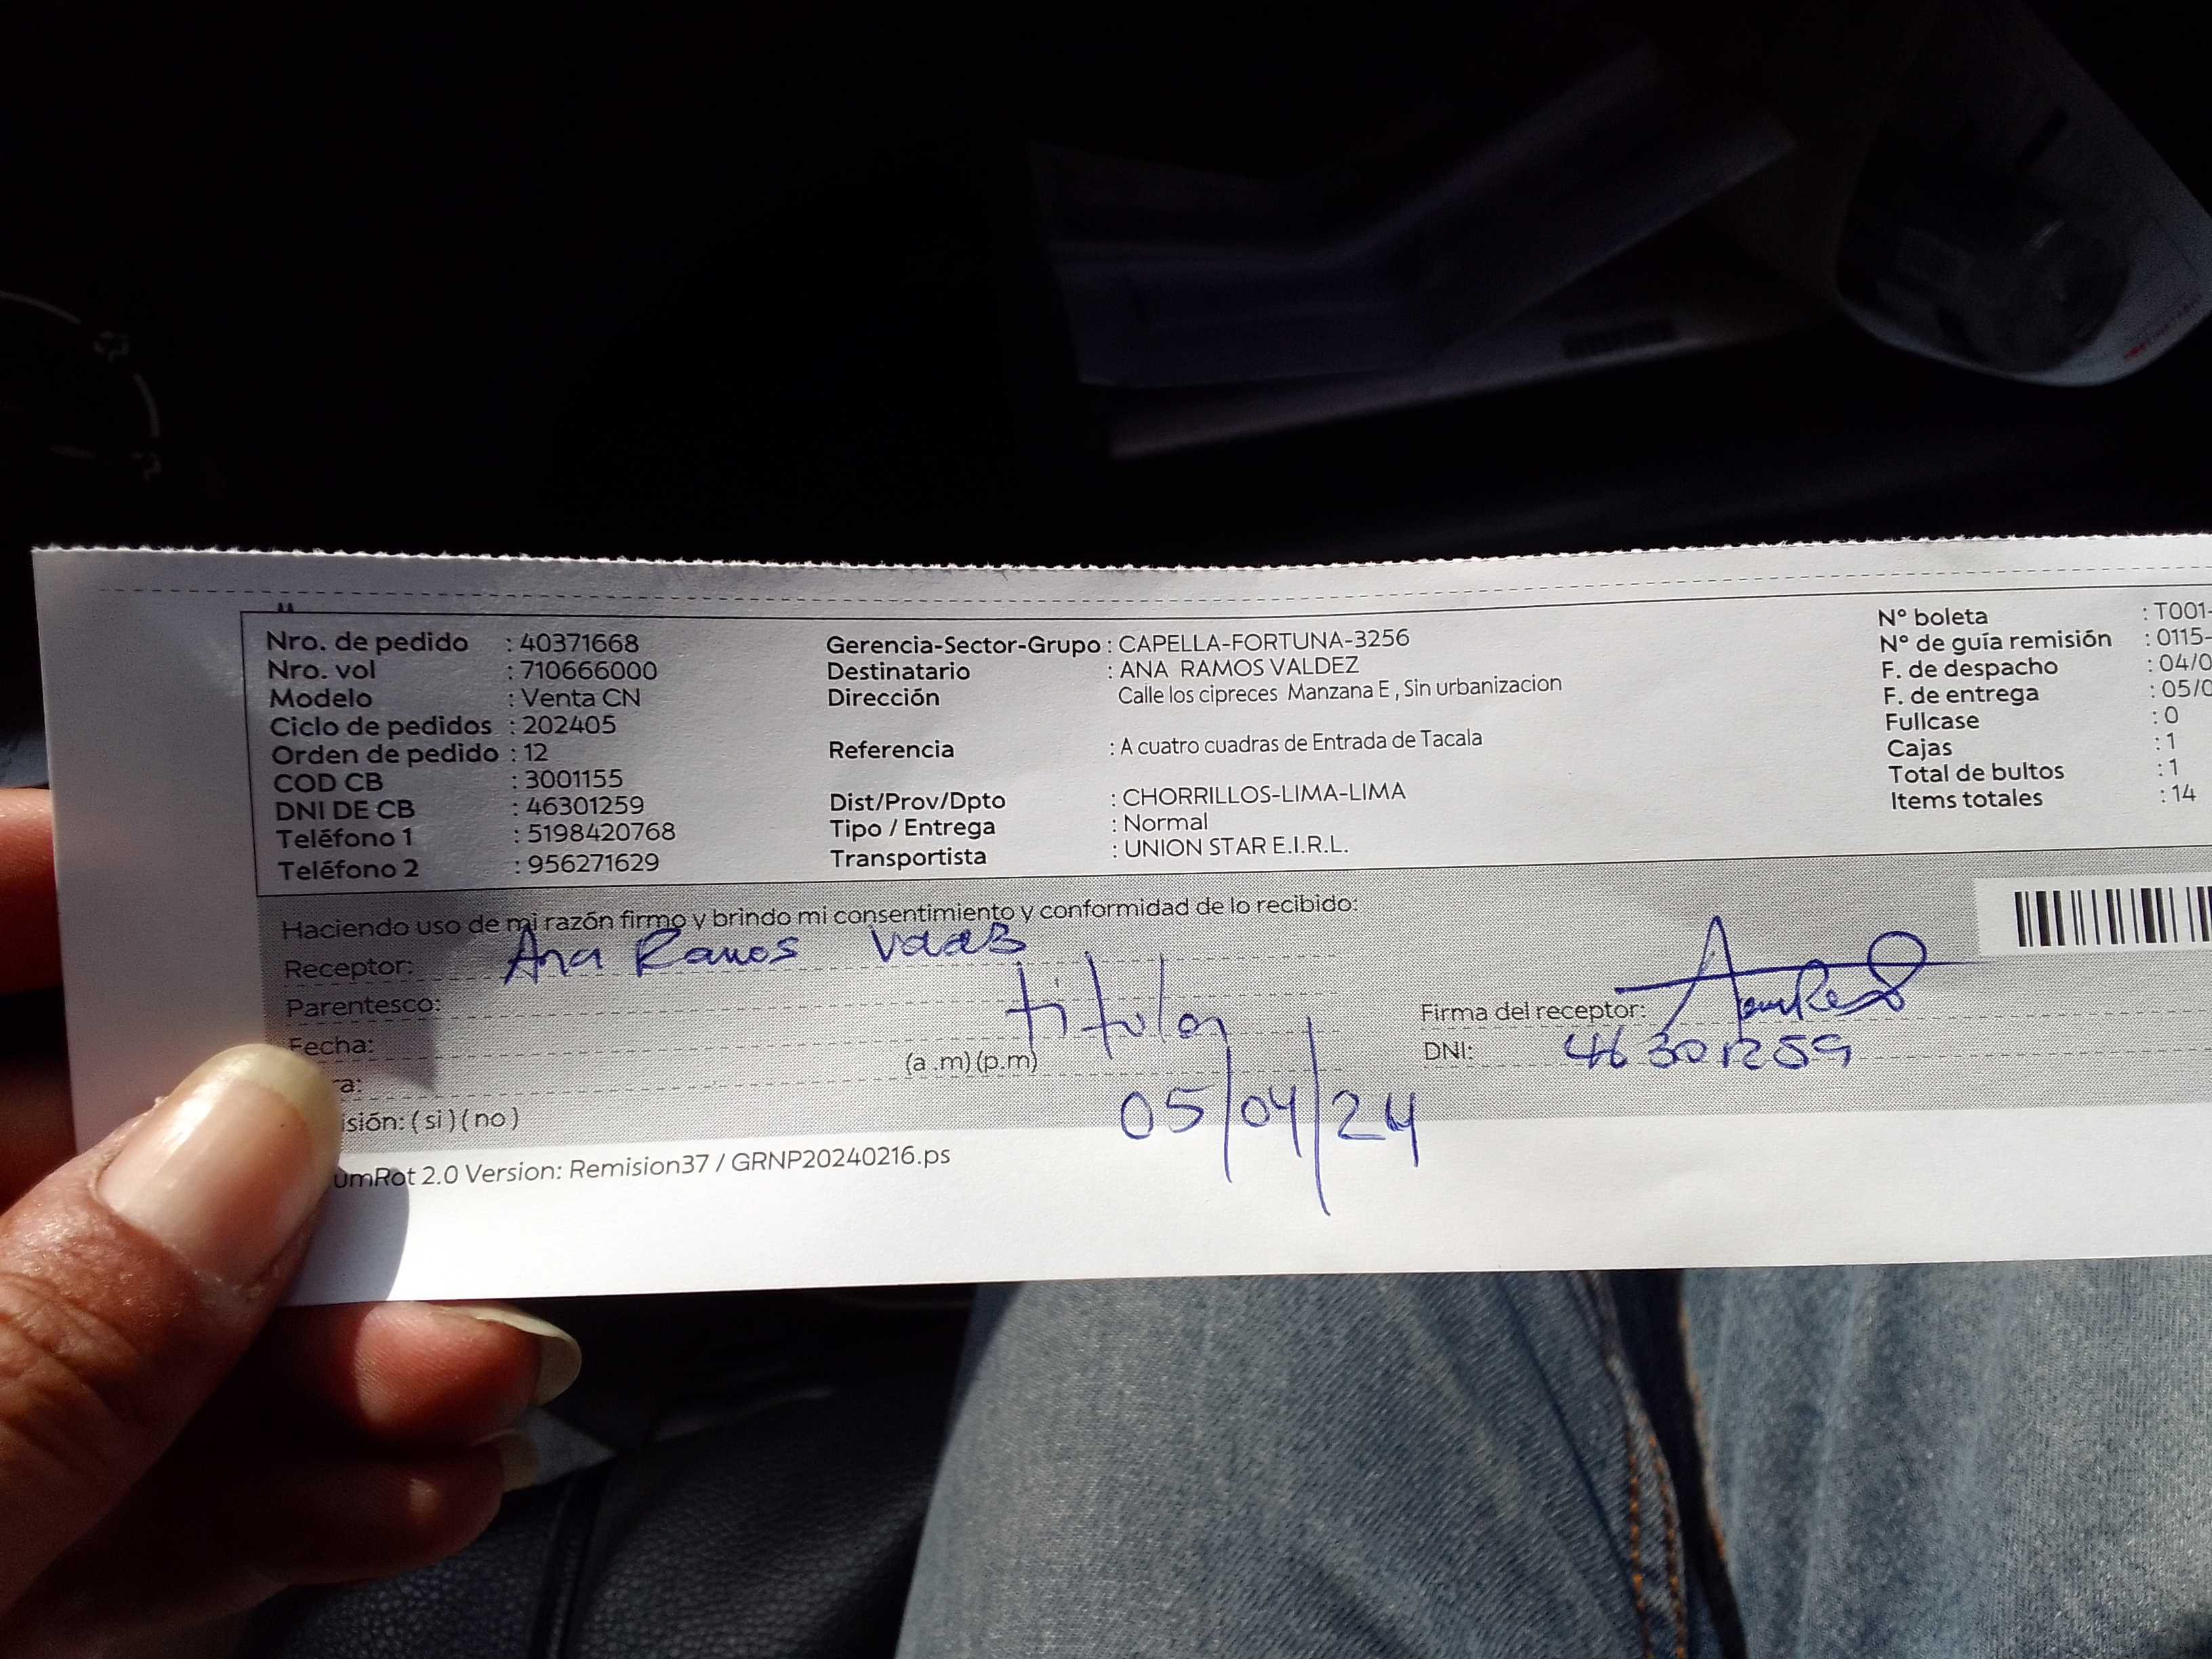 Nro. de pedido : 40371668
Nro. vol : 710666000
Modelo : Venta CN
Ciclo de pedidos : 202405
Orden de pedido : 12
COD CB : 3001155
DNI DE CB : 46301259
Teléfono 1 : 5198420768
Teléfono 2 : 956271629
Gerencia-Sector-Grupo : CAPELLA-FORTUNA-3256
Destinatario : ANA RAMOS VALDEZ
Dirección Calle los cipreces Manzana E , Sin urbanizacion
Referencia : A cuatro cuadras de Entrada de Tacala
Dist/Prov/Dpto : CHORRILLOS-LIMA-LIMA
Tipo / Entrega : Normal
Transportista : UNION STAR E.I.R.L.
Nº boleta : T001-
Nº de guía remisión : 0115-
F. de despacho : 04/0
F. de entrega : 05/0
Fullcase : 0
Cajas : 1
Total de bultos : 1
Items totales : 14
Haciendo uso de mi razón firmo y brindo mi consentimiento y conformidad de lo recibido:
Receptor: Ana Ramos
Parentesco: titular
Fecha: 05/04/24
ra: (a .m) (p.m)
isión: ( si ) ( no )
Firma del receptor:
DNI: 46301259
umRot 2.0 Version: Remision37 / GRNP20240216.ps